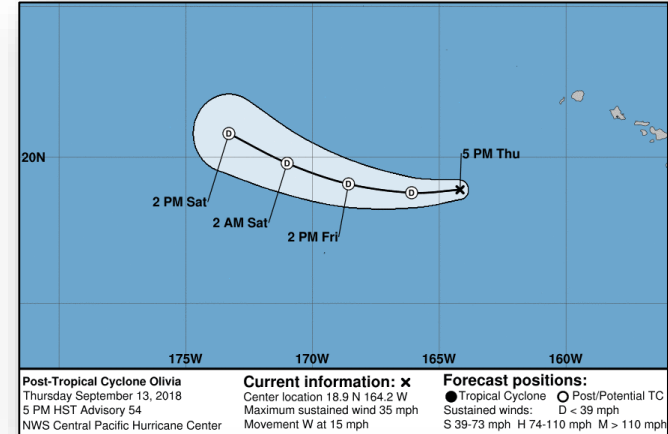 5 PM Thu
20N
D
D
D
D
2 PM Sat
2 AM Sat
2 PM Fri
175W 170W 165W 160W
Post-Tropical Cyclone Olivia
Thursday September 13, 2018
5 PM HST Advisory 54
NWS Central Pacific Hurricane Center
Current information: ×
Center location 18.9 N 164.2 W
Maximum sustained wind 35 mph
Movement W at 15 mph
Forecast positions:
Tropical Cyclone Post/Potential TC
Sustained winds: D < 39 mph
S 39-73 mph H 74-110 mph M > 110 mph